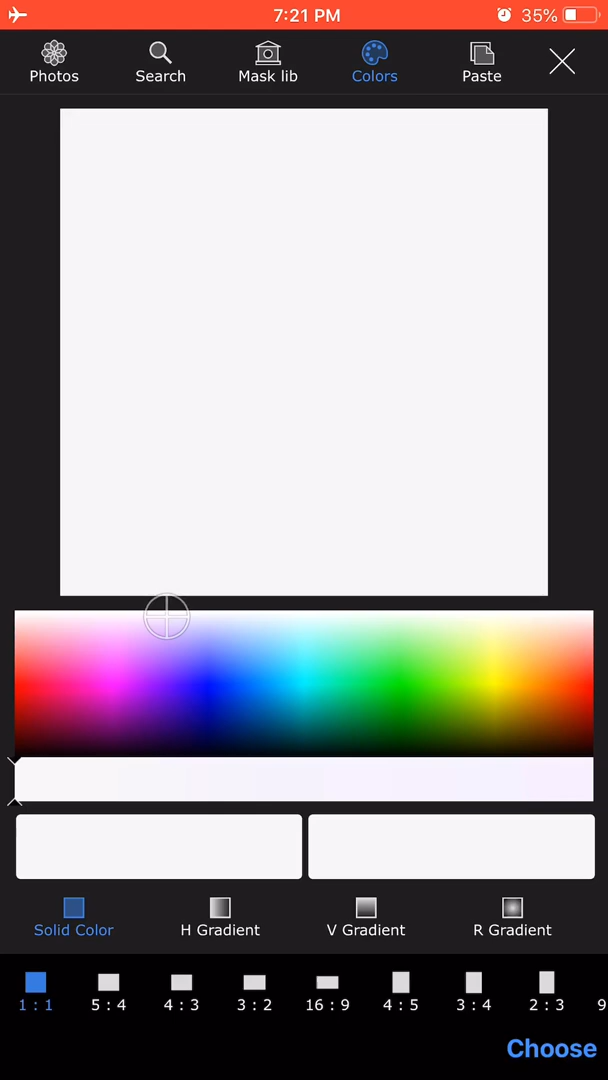 7:21 PM 35%
Photos Search Mask lib Colors Paste
Solid Color H Gradient V Gradient R Gradient
1 : 1 5 : 4 4 : 3 3 : 2 16 : 9 4 : 5 3 : 4 2 : 3 9
Choose